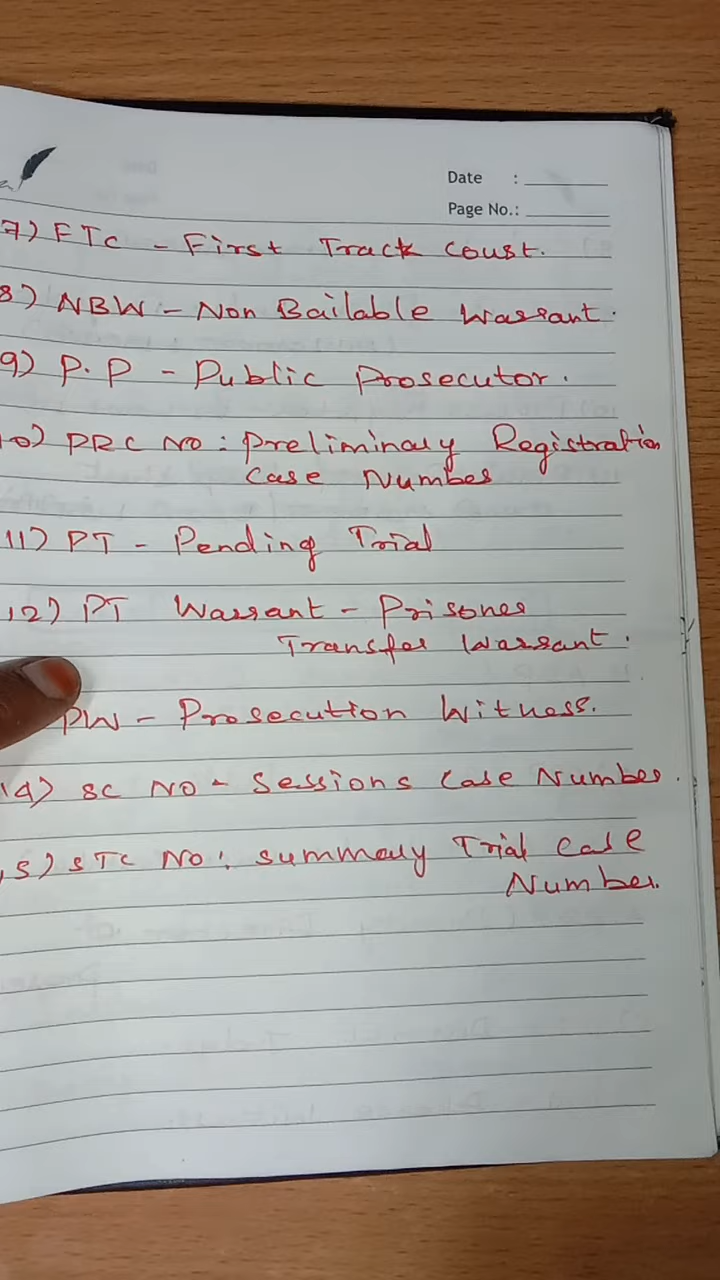 Date : ________
Page No.: ________
7) FTC - First Track Court.
8) NBW - Non Bailable Warrant.
9) P.P - Public Prosecutor.
10) PRC NO: Preliminary Registration
Case Number
11) PT - Pending Trial
12) PT Warrant - Prisoner
Transfer Warrant.
PW - Prosecution Witness.
14) SC NO - Sessions Case Number.
15) STC NO: Summary Trial Case
Number.